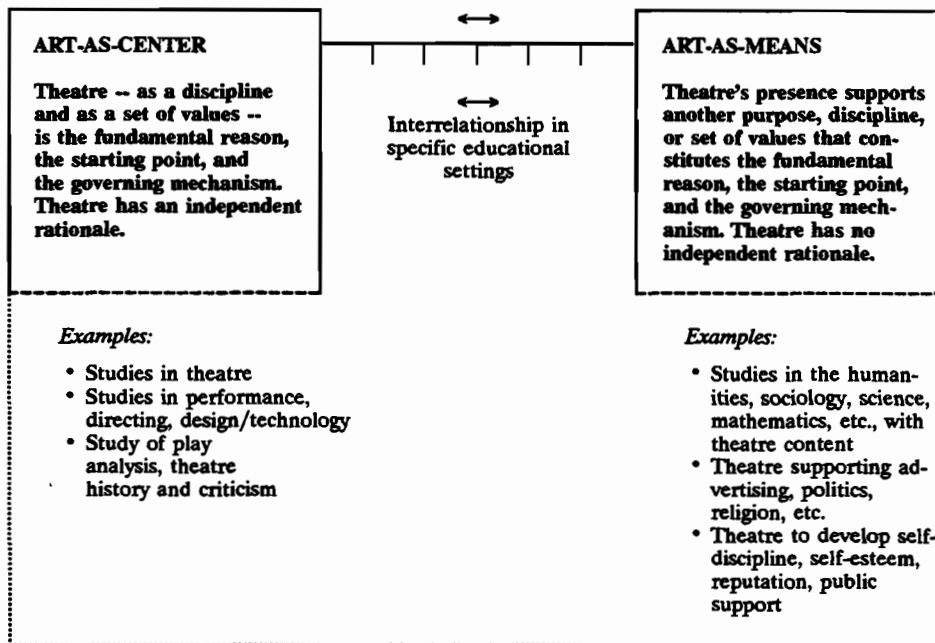 ART-AS-CENTER
Theatre -- as a discipline
and as a set of values --
is the fundamental reason,
the starting point, and
the governing mechanism.
Theatre has an independent
rationale.
Interrelationship in
specific educational
settings
ART-AS-MEANS
Theatre's presence supports
another purpose, discipline,
or set of values that con-
stitutes the fundamental
reason, the starting point,
and the governing mech-
anism. Theatre has no
independent rationale.
Examples:
• Studies in theatre
• Studies in performance,
directing, design/technology
• Study of play
analysis, theatre
history and criticism
Examples:
• Studies in the human-
ities, sociology, science,
mathematics, etc., with
theatre content
• Theatre supporting ad-
vertising, politics,
religion, etc.
• Theatre to develop self-
discipline, self-esteem,
reputation, public
support